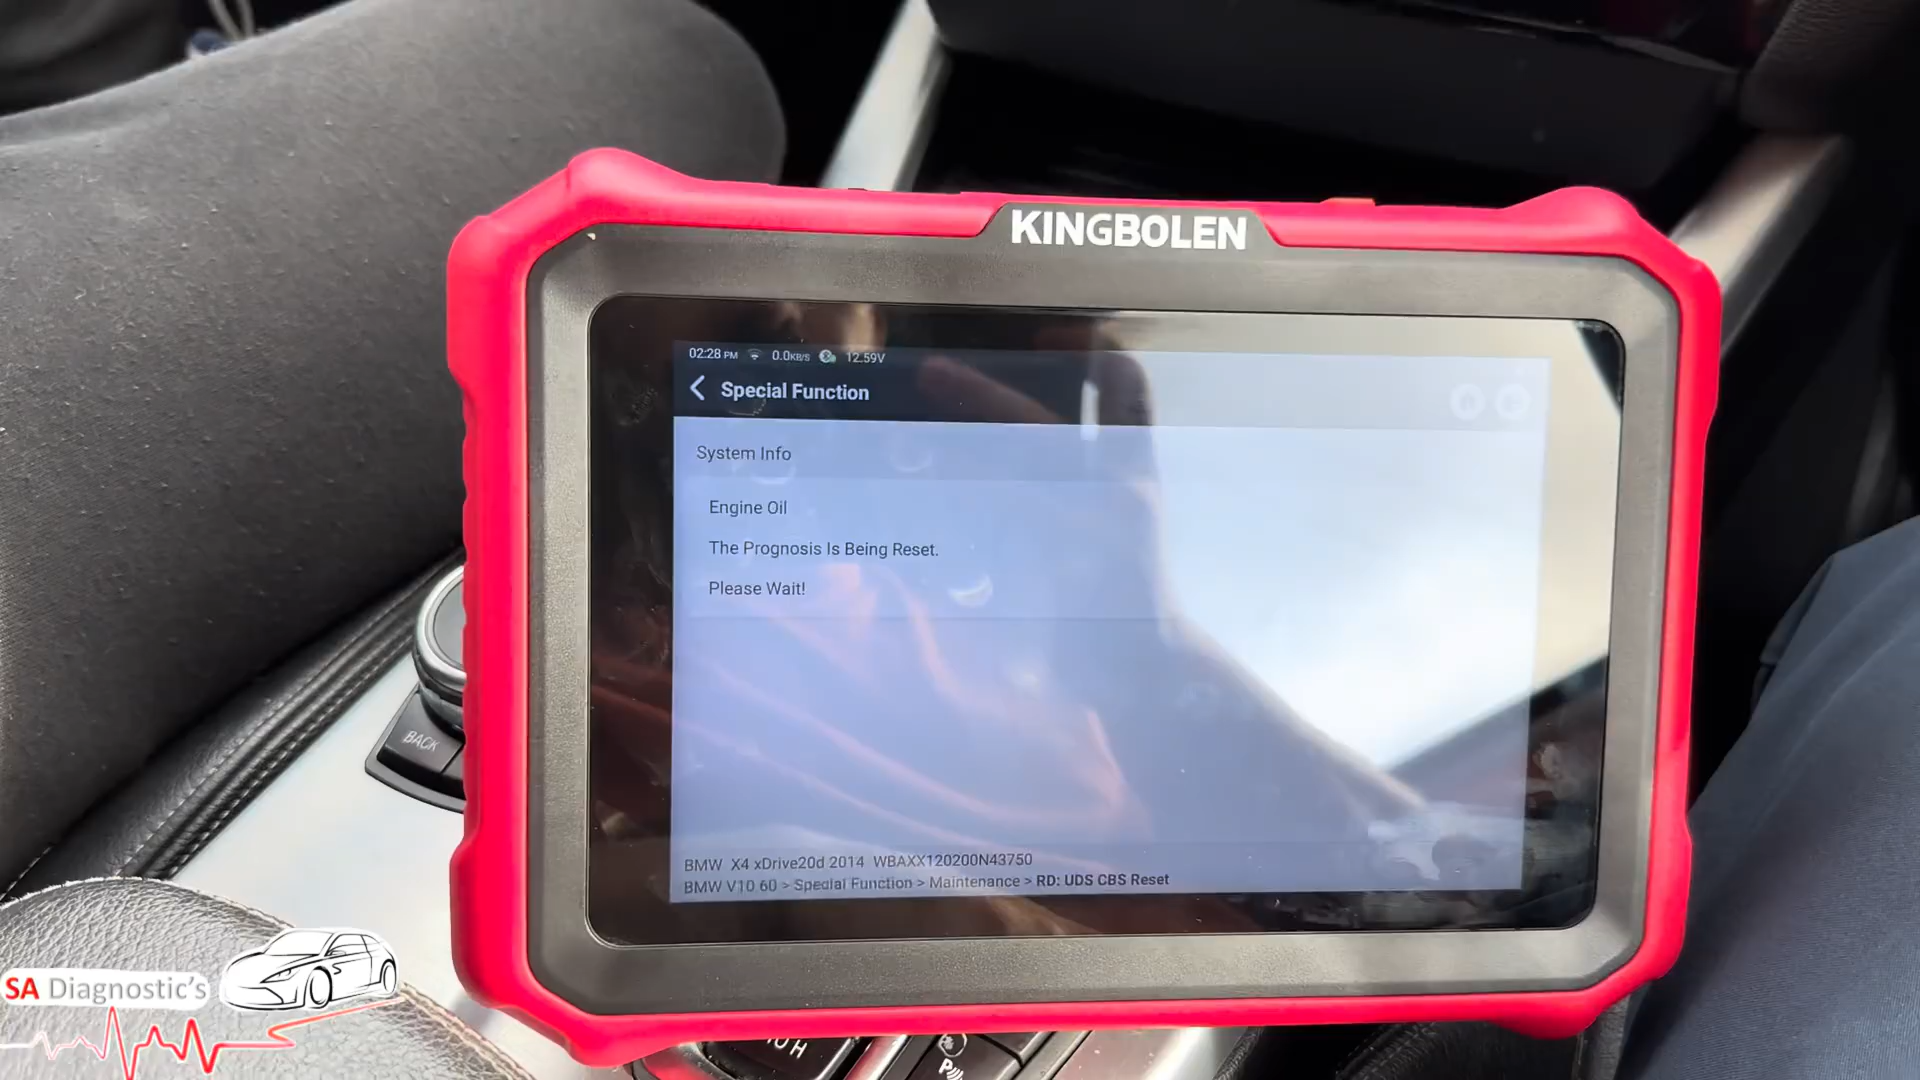 KINGBOLEN
02:28 PM 0.0KB/S 12.59V
Special Function
System Info
Engine Oil
The Prognosis Is Being Reset.
Please Wait!
BMW X4 xDrive20d 2014 WBAXX120200N43750
BMW V10 60 > Special Function > Maintenance > RD: UDS CBS Reset
BACK
SA Diagnostic's
P